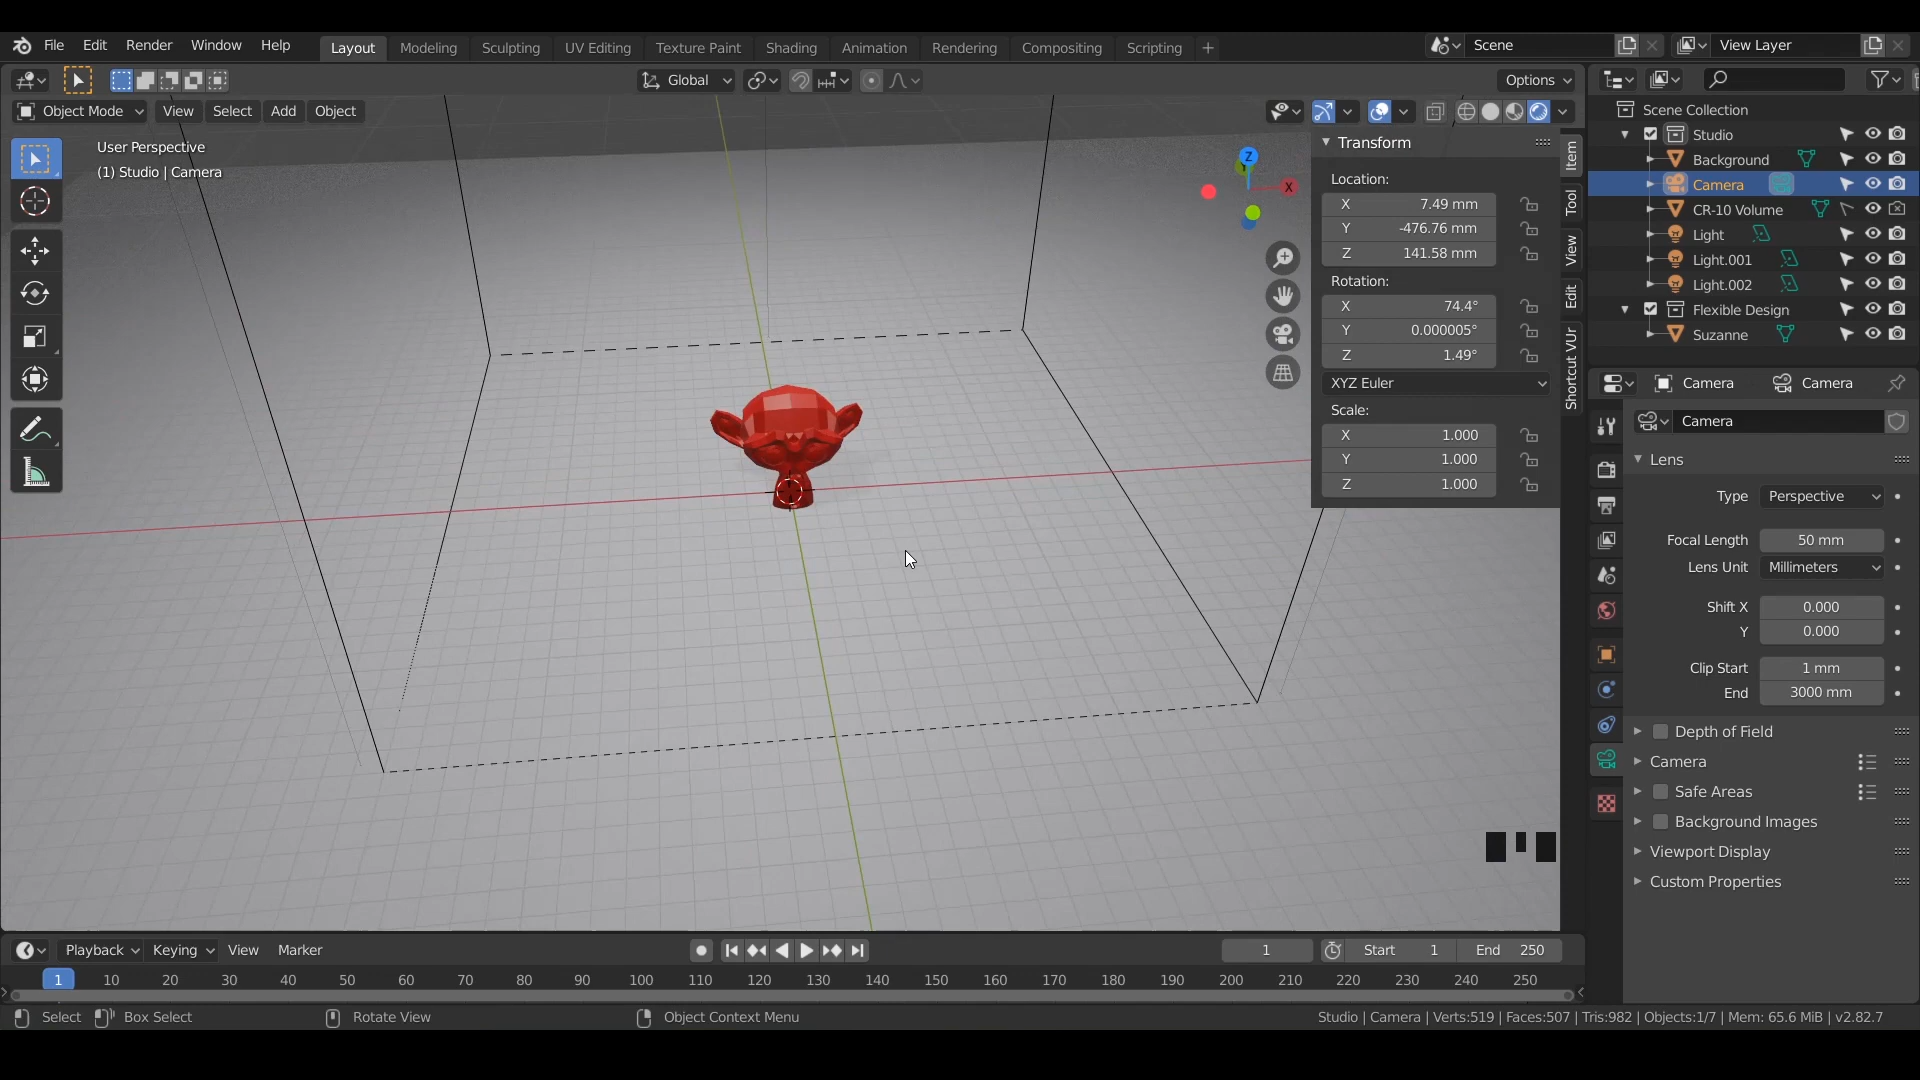 File Edit Render Window Help Layout Modeling Sculpting UV Editing Texture Paint Shading Animation Rendering Compositing Scripting + Scene View Layer
Global Options
Object Mode View Select Add Object
User Perspective
(1) Studio | Camera
Z
X
Transform
Location:
X 7.49 mm
Y -476.76 mm
Z 141.58 mm
Rotation:
X 74.4°
Y 0.000005°
Z 1.49°
XYZ Euler
Scale:
X 1.000
Y 1.000
Z 1.000
Item
Tool
View
Edit
Shortcut VUr
Scene Collection
Studio
Background
Camera
CR-10 Volume
Light
Light.001
Light.002
Flexible Design
Suzanne
Camera Camera
Camera
Lens
Type Perspective
Focal Length 50 mm
Lens Unit Millimeters
Shift X 0.000
Y 0.000
Clip Start 1 mm
End 3000 mm
Depth of Field
Camera
Safe Areas
Background Images
Viewport Display
Custom Properties
Playback Keying View Marker 1 Start 1 End 250
1 10 20 30 40 50 60 70 80 90 100 110 120 130 140 150 160 170 180 190 200 210 220 230 240 250
Select Box Select Rotate View Object Context Menu Studio | Camera | Verts:519 | Faces:507 | Tris:982 | Objects:1/7 | Mem: 65.6 MiB | v2.82.7